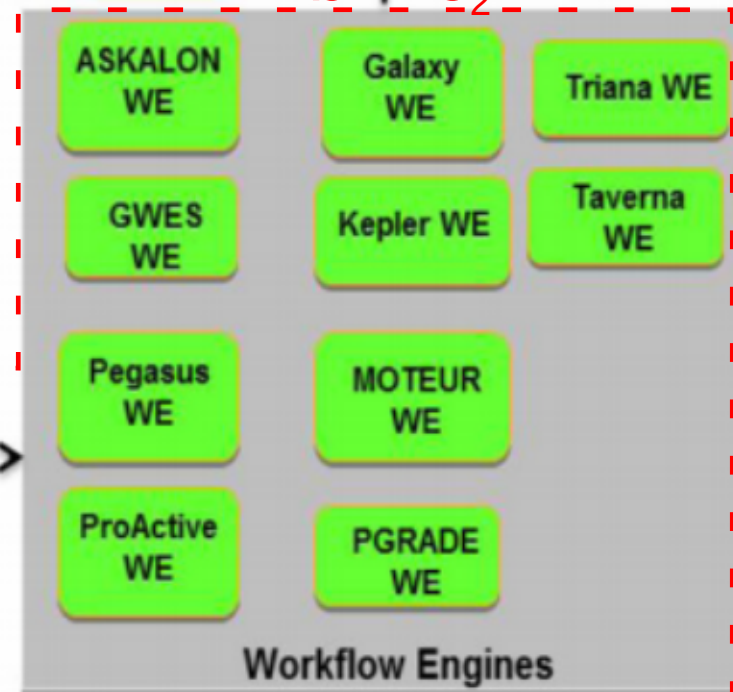 2
ASKALON
WE
Galaxy
WE
Triana WE
GWES
WE
Kepler WE
Taverna
WE
Pegasus
WE
MOTEUR
WE
ProActive
WE
PGRADE
WE
Workflow Engines